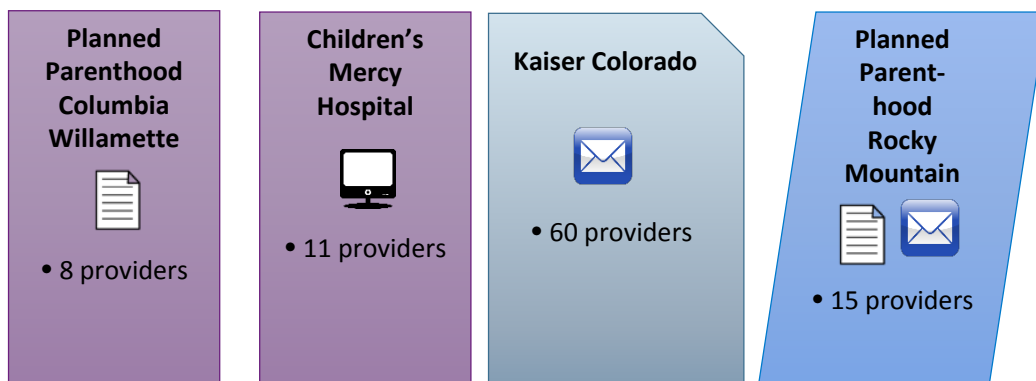 Planned
Parenthood
Columbia
Willamette
• 8 providers
Children’s
Mercy
Hospital
• 11 providers
Kaiser Colorado
• 60 providers
Planned
Parent-
hood
Rocky
Mountain
• 15 providers